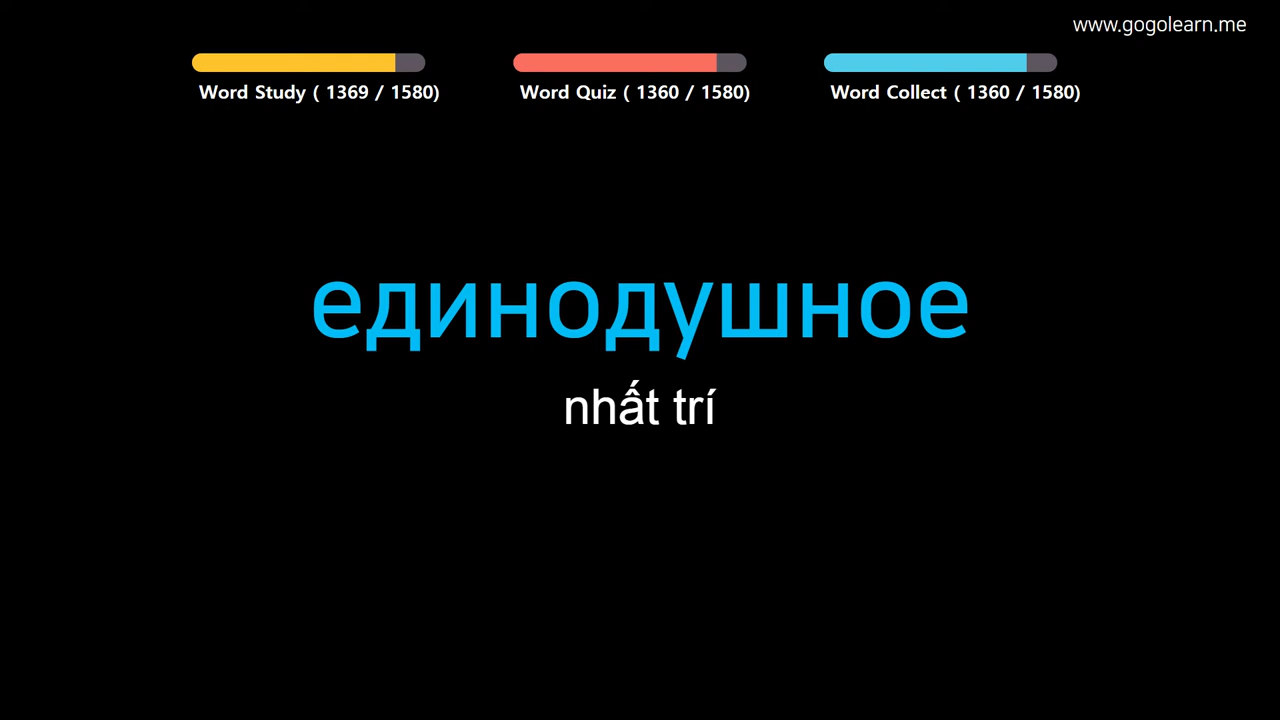 www.gogolearn.me
Word Study ( 1369 / 1580)
Word Quiz ( 1360 / 1580)
Word Collect ( 1360 / 1580)
единодушное
nhất trí